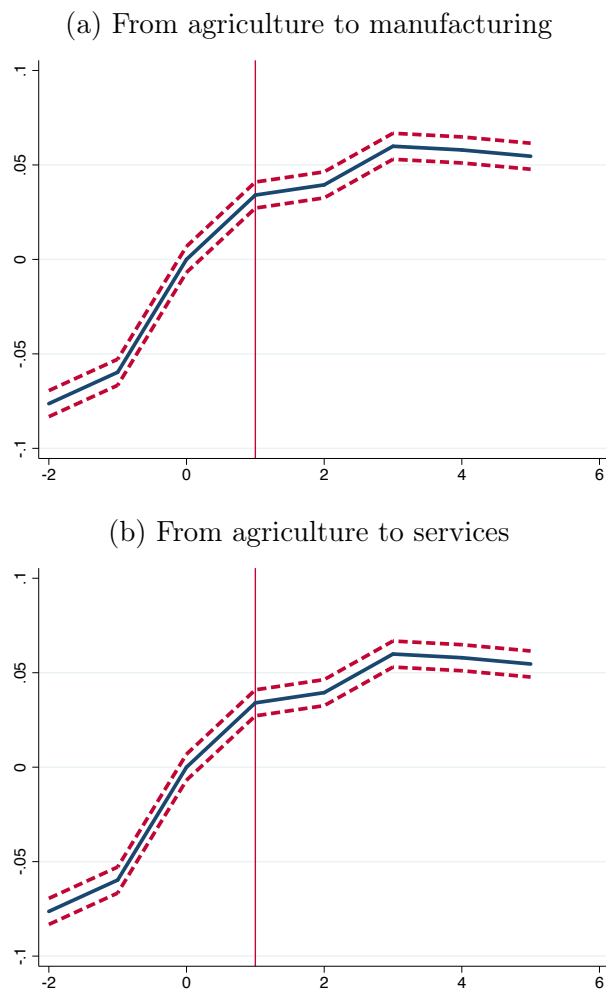 (a) From agriculture to manufacturing
.1
.05
0
-.05
-.1
-2 0 2 4 6
(b) From agriculture to services
.1
.05
0
-.05
-.1
-2 0 2 4 6